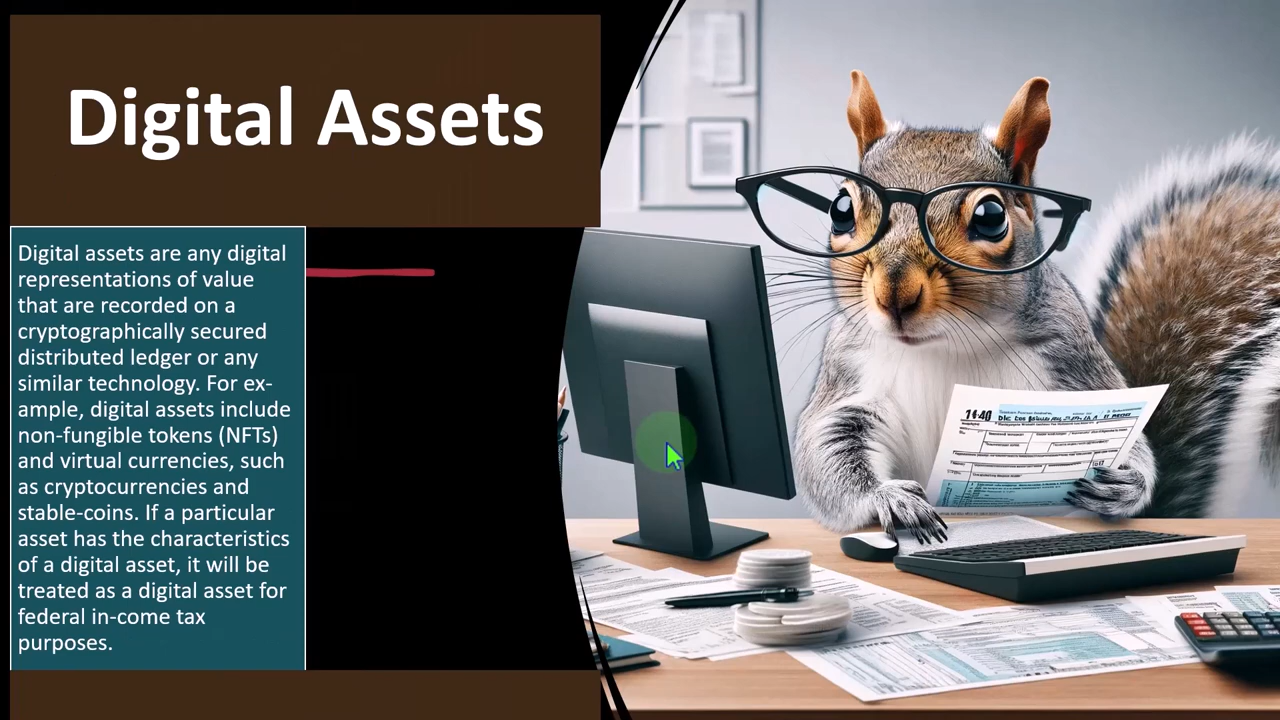 Digital Assets
Digital assets are any digital
representations of value
that are recorded on a
cryptographically secured
distributed ledger or any
similar technology. For ex-
ample, digital assets include
non-fungible tokens (NFTs)
and virtual currencies, such
as cryptocurrencies and
stable-coins. If a particular
asset has the characteristics
of a digital asset, it will be
treated as a digital asset for
federal in-come tax
purposes.